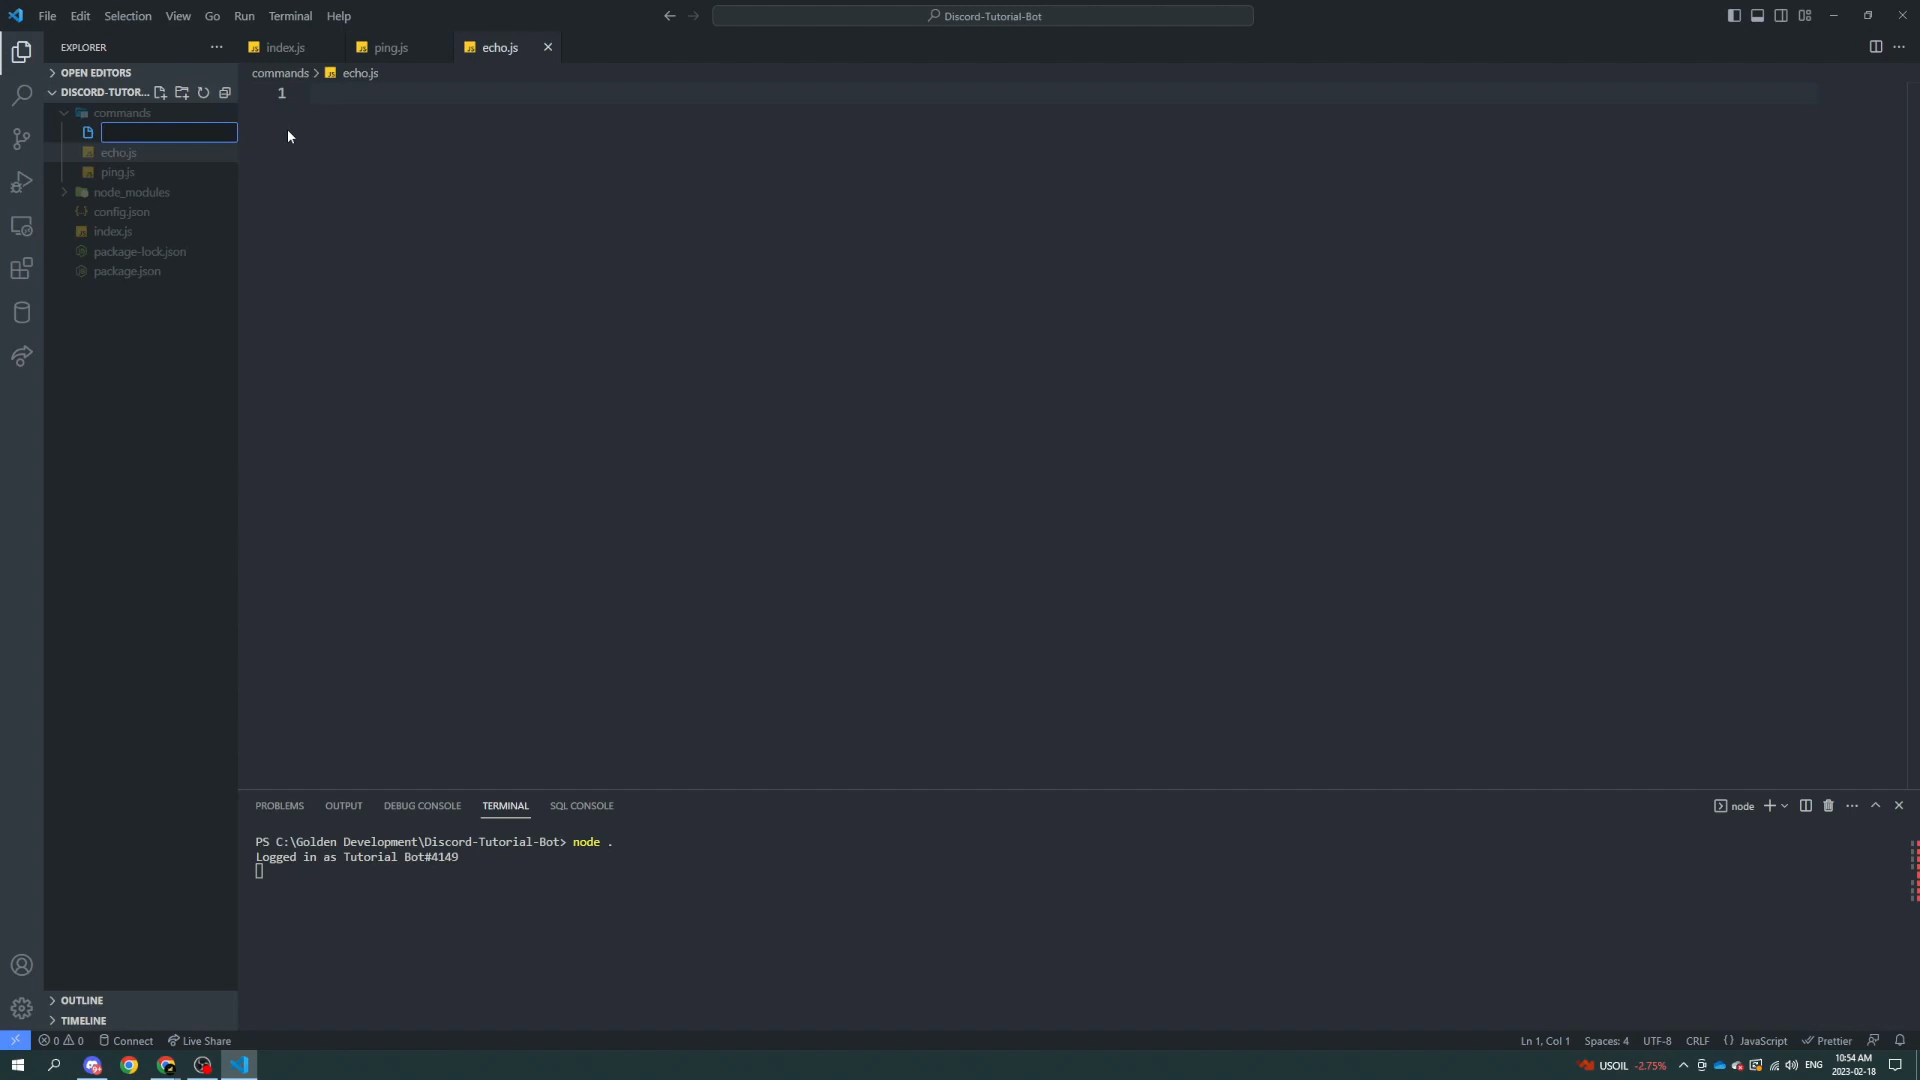 File Edit Selection View Go Run Terminal Help
Discord-Tutorial-Bot
EXPLORER
index.js
ping.js
echo.js
OPEN EDITORS
commands
echo.js
DISCORD-TUTOR...
1
commands
echo.js
ping.js
node_modules
config.json
index.js
package-lock.json
package.json
PROBLEMS OUTPUT DEBUG CONSOLE TERMINAL SQL CONSOLE
node
PS C:\Golden Development\Discord-Tutorial-Bot> node .
Logged in as Tutorial Bot#4149
OUTLINE
TIMELINE
0 0 Connect Live Share
Ln 1, Col 1 Spaces: 4 UTF-8 CRLF {} JavaScript Prettier
USOIL -2.75%
ENG
10:54 AM
2023-02-18